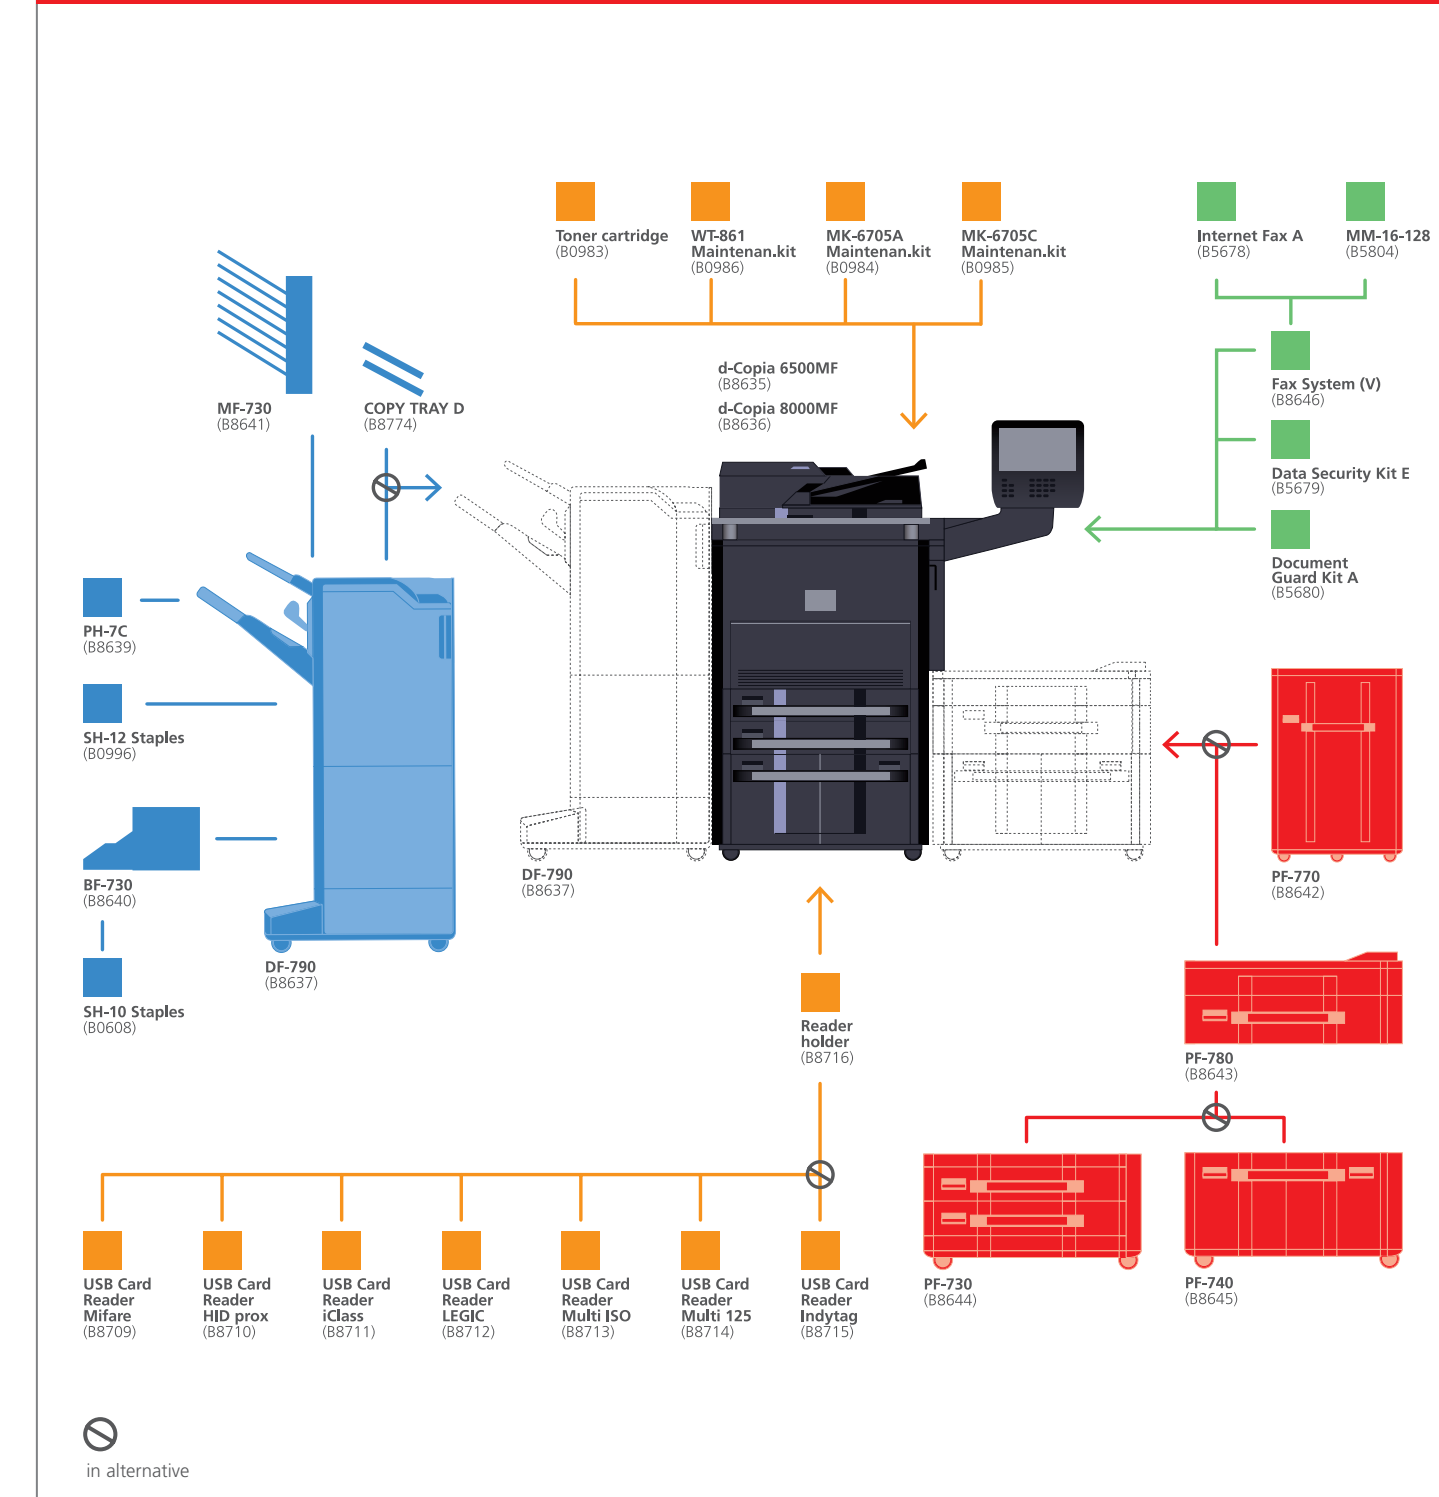 Toner cartridge
(B0983)
WT-861
Maintenan.kit
(B0986)
MK-6705A
Maintenan.kit
(B0984)
MK-6705C
Maintenan.kit
(B0985)
Internet Fax A
(B5678)
MM-16-128
(B5804)
d-Copia 6500MF
(B8635)
d-Copia 8000MF
(B8636)
MF-730
(B8641)
COPY TRAY D
(B8774)
Fax System (V)
(B8646)
Data Security Kit E
(B5679)
Document
Guard Kit A
(B5680)
PH-7C
(B8639)
SH-12 Staples
(B0996)
BF-730
(B8640)
SH-10 Staples
(B0608)
DF-790
(B8637)
DF-790
(B8637)
PF-770
(B8642)
Reader
holder
(B8716)
PF-780
(B8643)
PF-730
(B8644)
PF-740
(B8645)
USB Card
Reader
Mifare
(B8709)
USB Card
Reader
HID prox
(B8710)
USB Card
Reader
iClass
(B8711)
USB Card
Reader
LEGIC
(B8712)
USB Card
Reader
Multi ISO
(B8713)
USB Card
Reader
Multi 125
(B8714)
USB Card
Reader
Indytag
(B8715)
in alternative